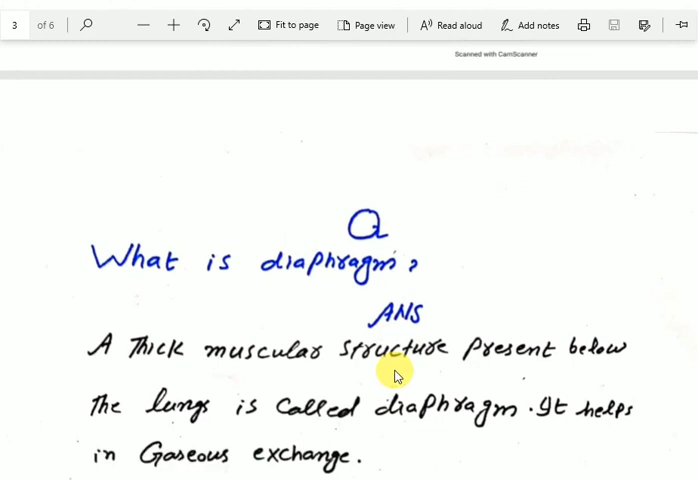 3 of 6 Fit to page Page view Read aloud Add notes
Scanned with CamScanner
Q
What is diaphragm?
ANS
A Thick muscular structure Present below
The lungs is called diaphragm. It helps
in Gaseous exchange.